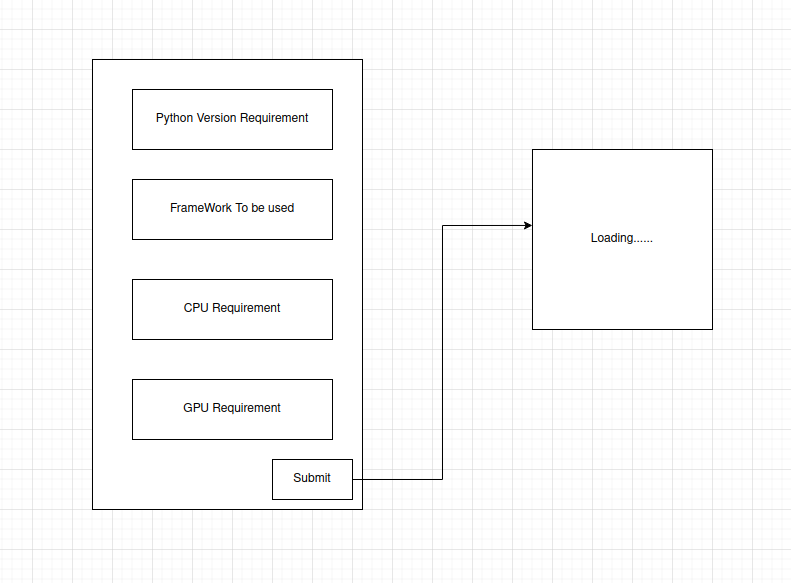 Python Version Requirement
FrameWork To be used
CPU Requirement
GPU Requirement
Submit
Loading......